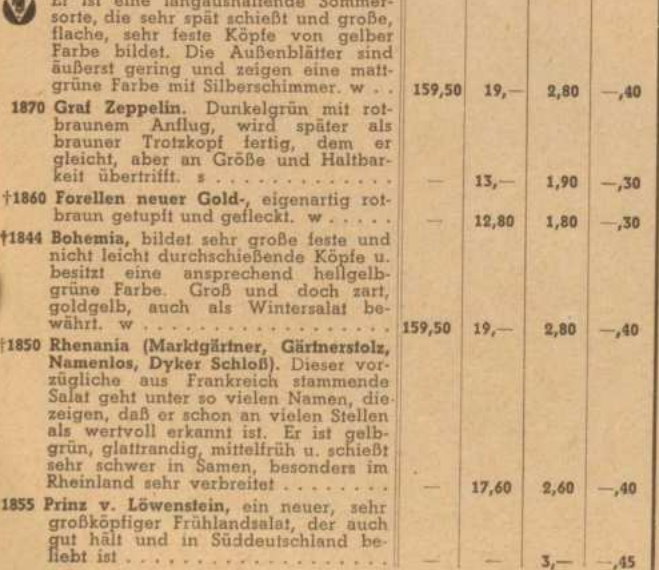 Er ist eine langaushaltende Sommer-
sorte, die sehr spät schießt und große,
flache, sehr feste Köpfe von gelber
Farbe bildet. Die Außenblätter sind
äußerst gering und zeigen eine matt-
grüne Farbe mit Silberschimmer. w . . 159,50 19,— 2,80 —,40
1870 Graf Zeppelin. Dunkelgrün mit rot-
braunem Anflug, wird später als
brauner Trotzkopf fertig, dem er
gleicht, aber an Größe und Haltbar-
keit übertrifft. s . . . . . . . . . . . . . — 13,— 1,90 —,30
†1860 Forellen neuer Gold-, eigenartig rot-
braun getupft und gefleckt. w . . . . . — 12,80 1,80 —,30
†1844 Bohemia, bildet sehr große feste und
nicht leicht durchschießende Köpfe u.
besitzt eine ansprechend hellgelb-
grüne Farbe. Groß und doch zart,
goldgelb, auch als Wintersalat be-
währt. w . . . . . . . . . . . . . . . . . 159,50 19,— 2,80 —,40
†1850 Rhenania (Marktgärtner, Gärtnerstolz,
Namenlos, Dyker Schloß). Dieser vor-
zügliche aus Frankreich stammende
Salat geht unter so vielen Namen, die
zeigen, daß er schon an vielen Stellen
als wertvoll erkannt ist. Er ist gelb-
grün, glattrandig, mittelfrüh u. schießt
sehr schwer in Samen, besonders im
Rheinland sehr verbreitet . . . . . . . . — 17,60 2,60 —,40
1855 Prinz v. Löwenstein, ein neuer, sehr
großköpfiger Frühlandsalat, der auch
gut hält und in Süddeutschland be-
liebt ist . . . . . . . . . . . . . . . . . . — — 3,— —,45